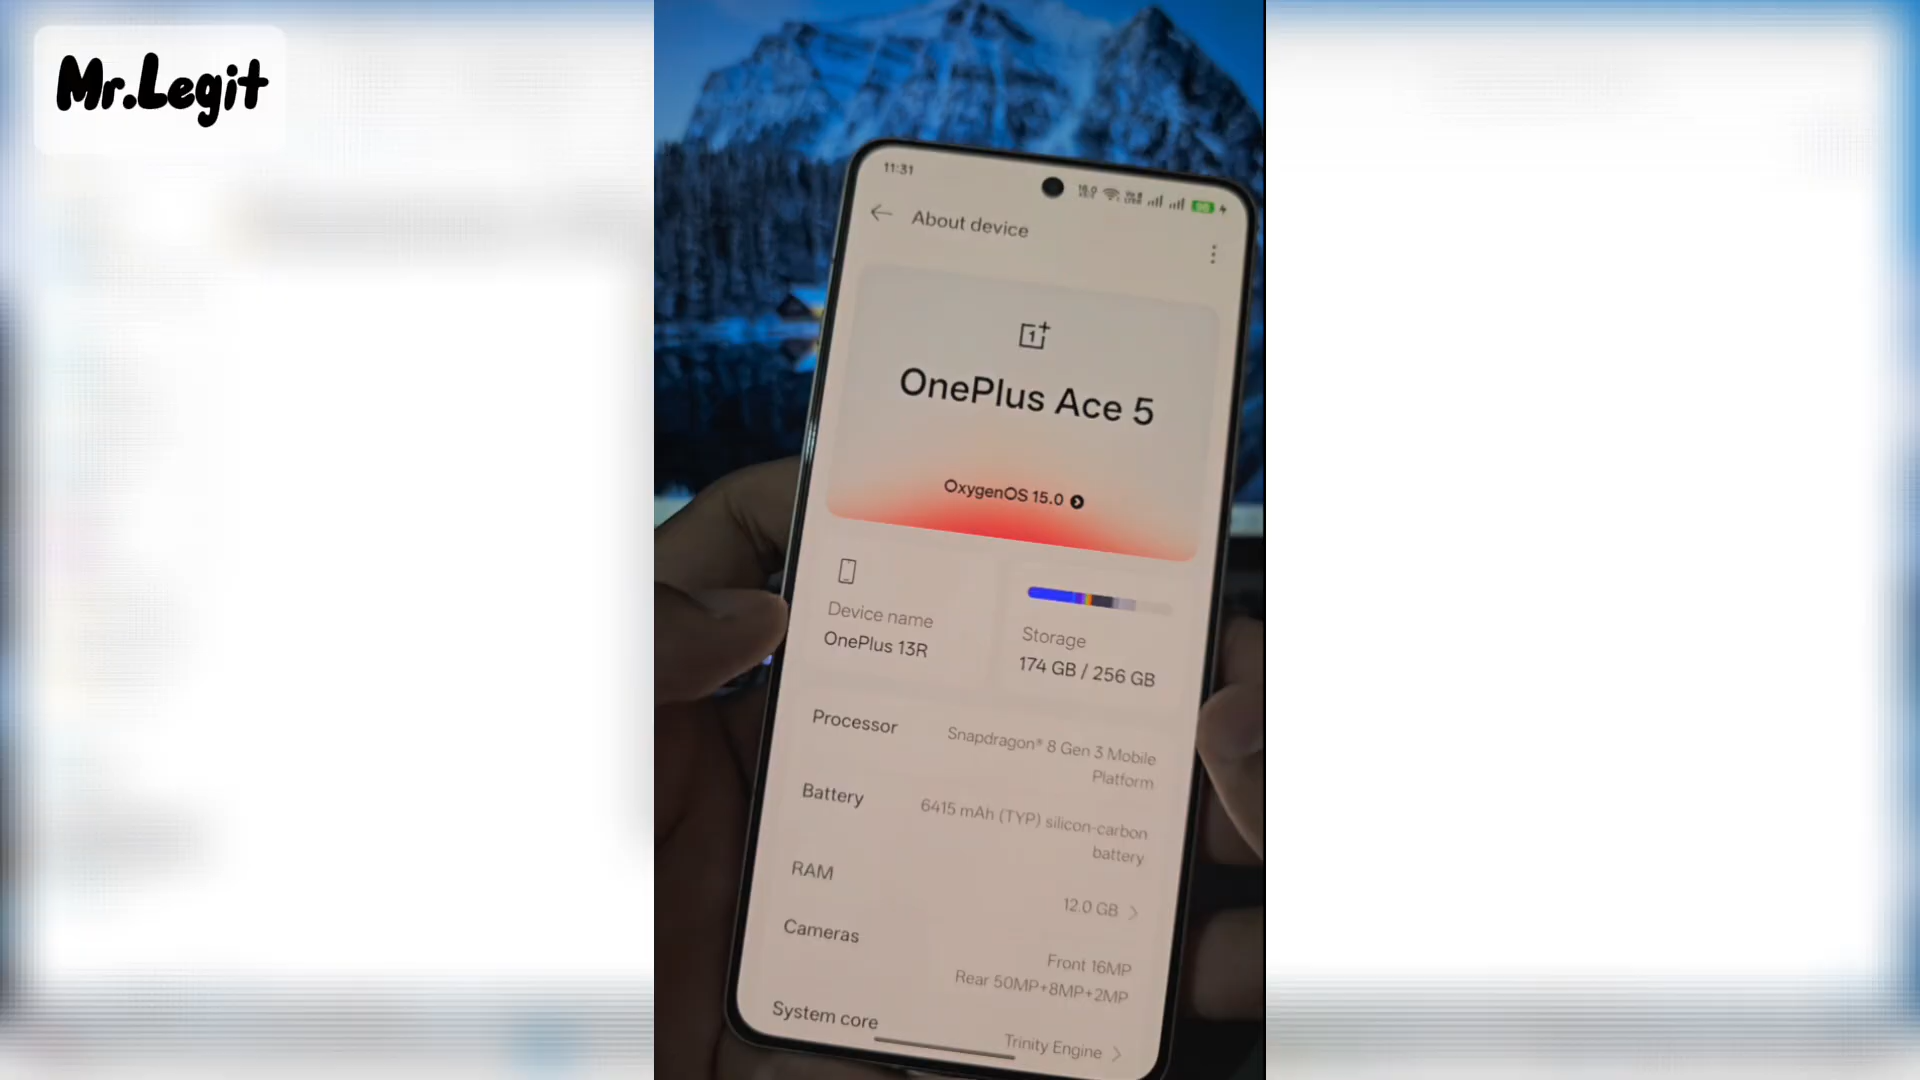 Mr.Legit
11:31
About device
OnePlus Ace 5
OxygenOS 15.0
Device name
OnePlus 13R
Storage
174 GB / 256 GB
Processor
Snapdragon® 8 Gen 3 Mobile
Platform
Battery
6415 mAh (TYP) silicon-carbon
battery
RAM
12.0 GB
Cameras
Front 16MP
Rear 50MP+8MP+2MP
System core
Trinity Engine